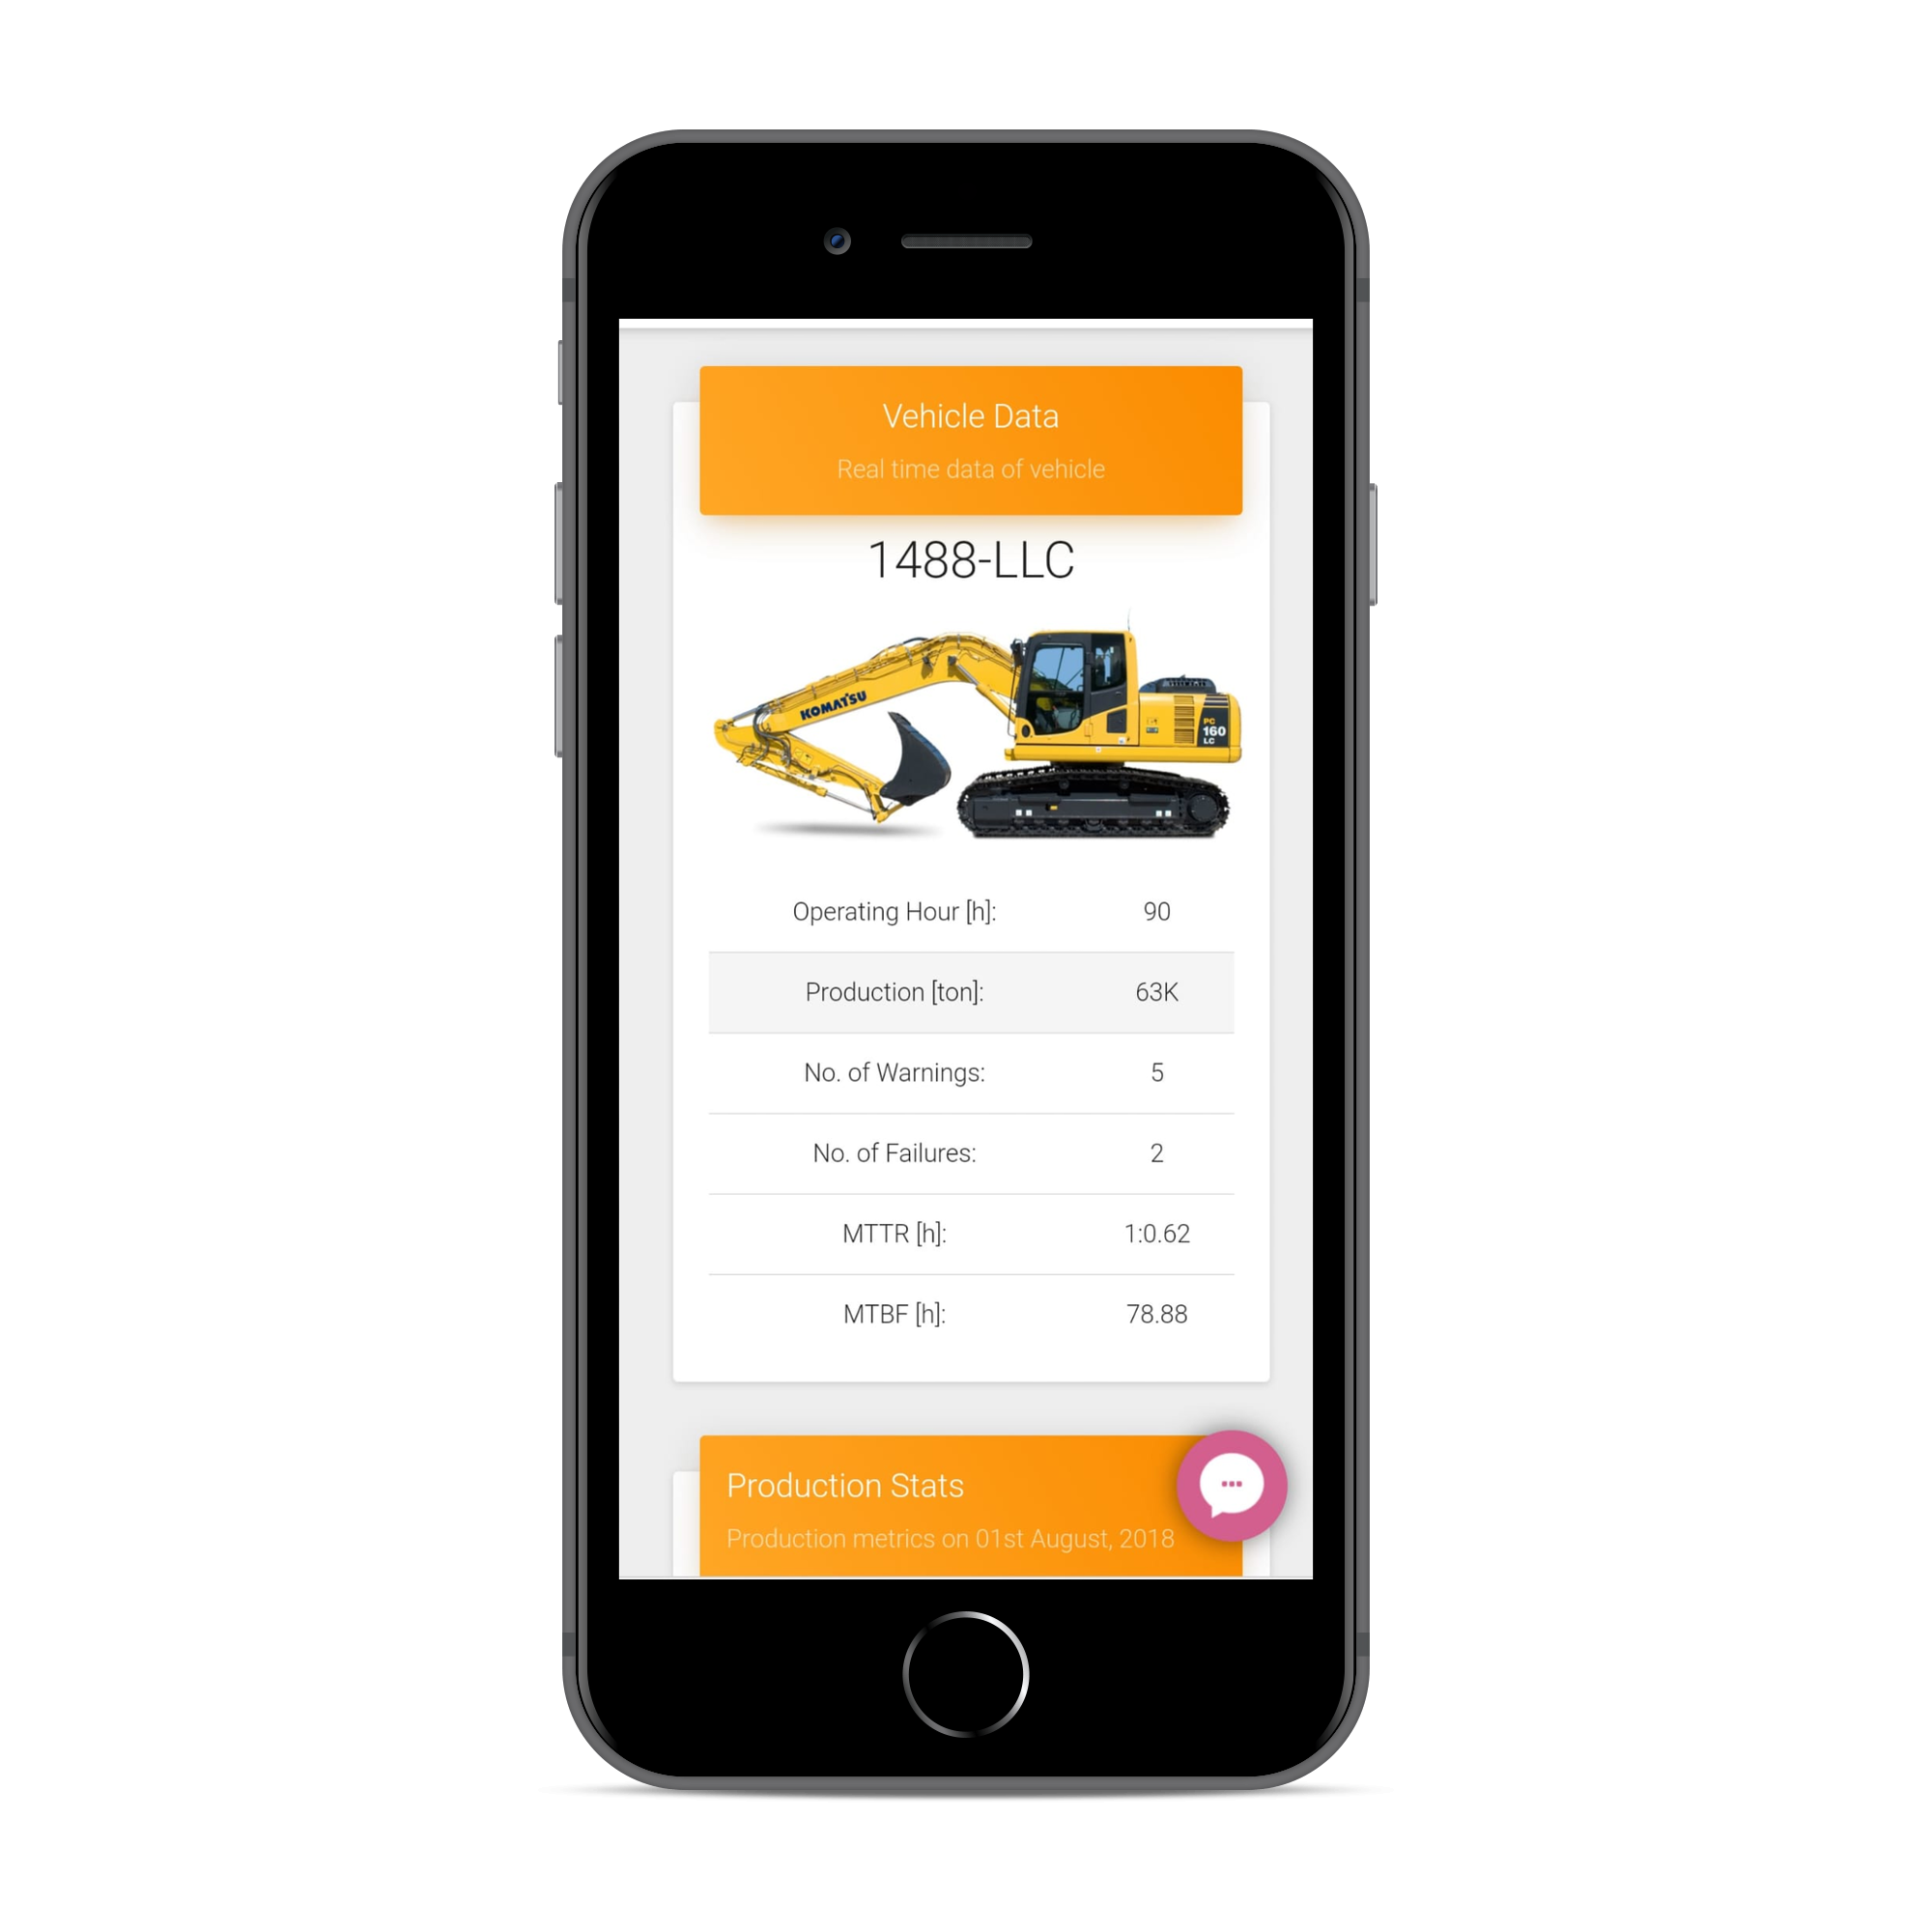 Vehicle Data
Real time data of vehicle
1488-LLC
KOMATSU
PC
160
LC
Operating Hour [h]: 90
Production [ton]: 63K
No. of Warnings: 5
No. of Failures: 2
MTTR [h]: 1:0.62
MTBF [h]: 78.88
Production Stats
Production metrics on 01st August, 2018